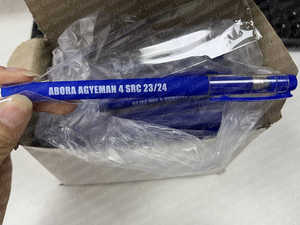 ABORA AGYEMAN 4 SRC 23/24